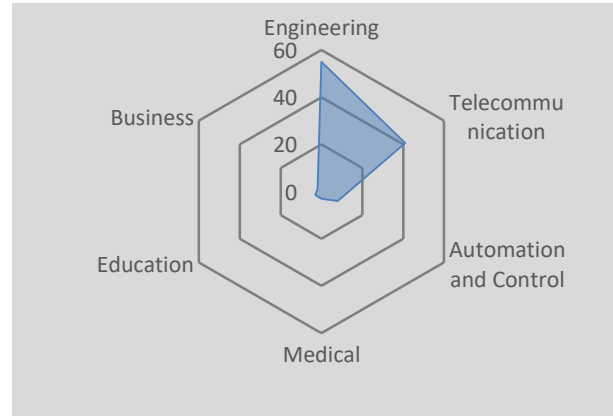 Engineering
60
40
20
0
Telecommu
nication
Automation
and Control
Medical
Education
Business